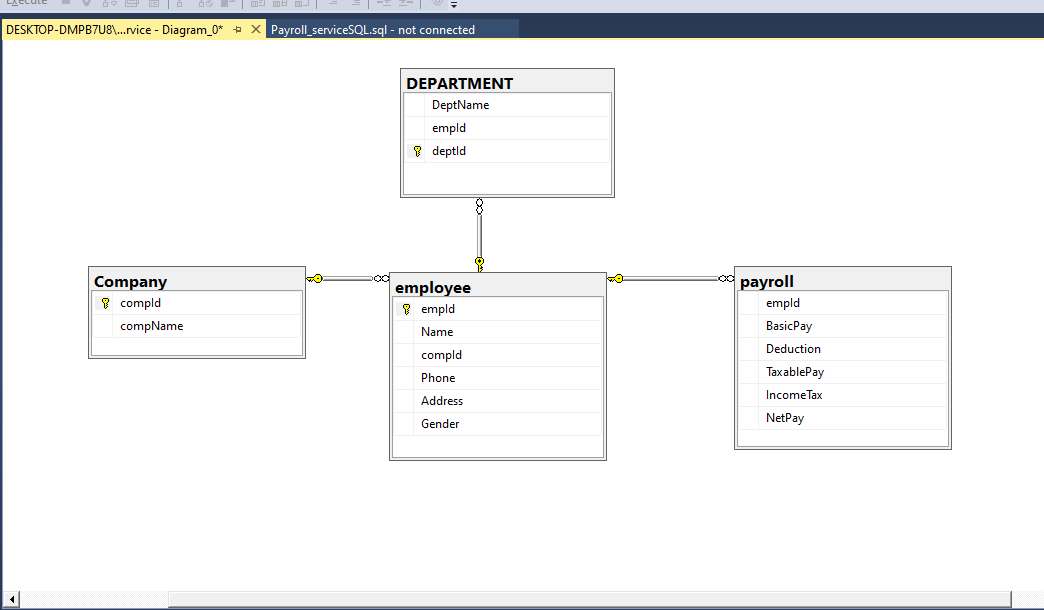 Execute
DESKTOP-DMPB7U8\...rvice - Diagram_0*
Payroll_serviceSQL.sql - not connected
DEPARTMENT
DeptName
empId
deptId
Company
compId
compName
employee
empId
Name
compId
Phone
Address
Gender
payroll
empId
BasicPay
Deduction
TaxablePay
IncomeTax
NetPay